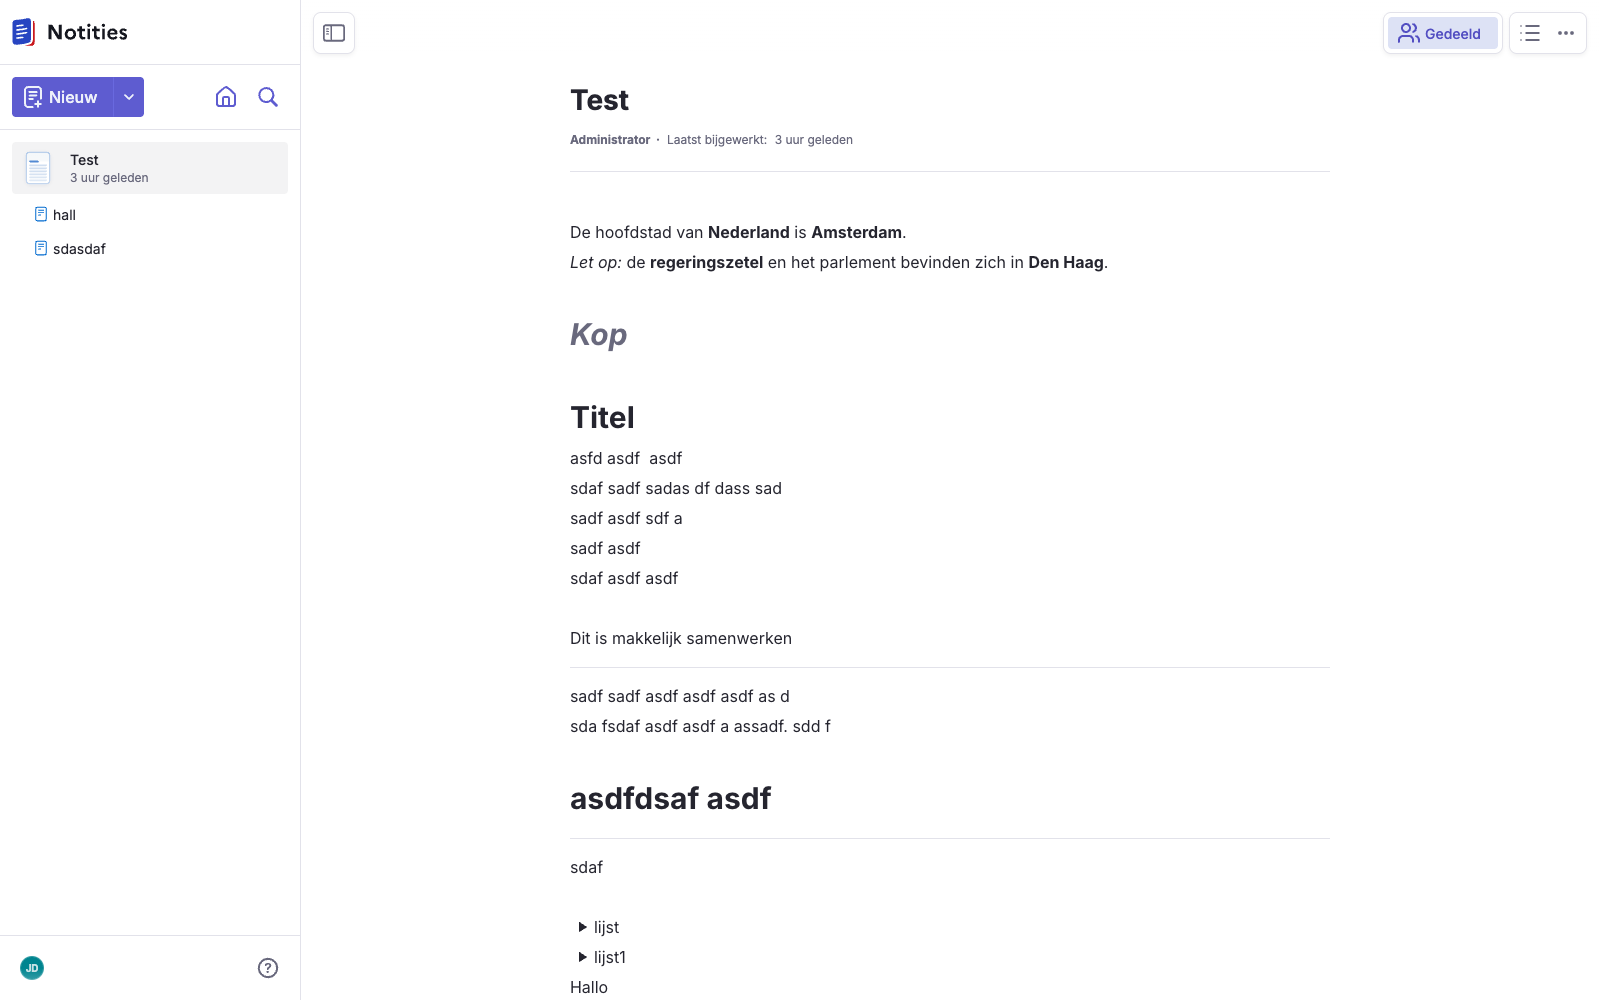 Notities
Nieuw
Test
3 uur geleden
hall
sdasdaf
JD
Gedeeld
Test
Administrator · Laatst bijgewerkt: 3 uur geleden
De hoofdstad van Nederland is Amsterdam.
Let op: de regeringszetel en het parlement bevinden zich in Den Haag.
Kop
Titel
asfd asdf  asdf
sdaf sadf sadas df dass sad
sadf asdf sdf a
sadf asdf
sdaf asdf asdf
Dit is makkelijk samenwerken
sadf sadf asdf asdf asdf as d
sda fsdaf asdf asdf a assadf. sdd f
asdfdsaf asdf
sdaf
lijst
lijst1
Hallo